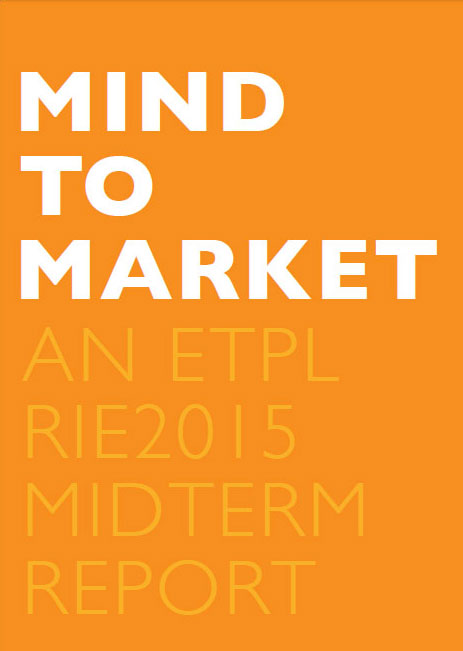 MIND
TO
MARKET
AN ETPL
RIE2015
MIDTERM
REPORT